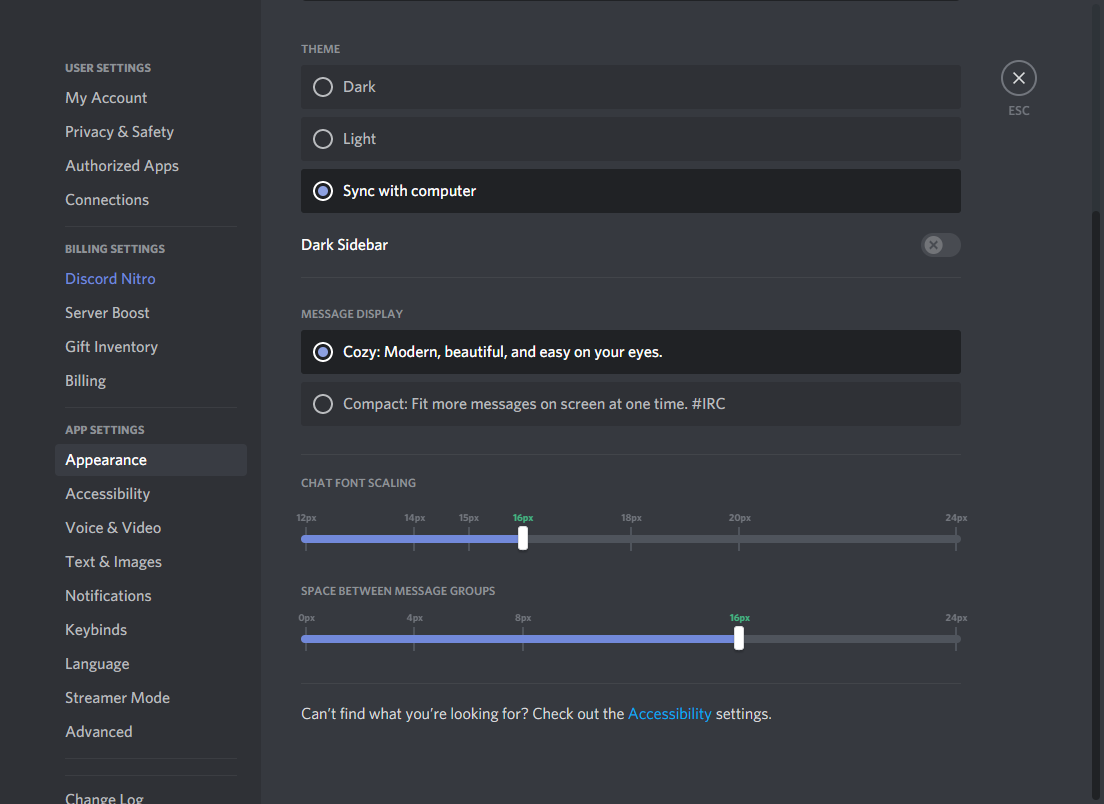 USER SETTINGS
My Account
Privacy & Safety
Authorized Apps
Connections
BILLING SETTINGS
Discord Nitro
Server Boost
Gift Inventory
Billing
APP SETTINGS
Appearance
Accessibility
Voice & Video
Text & Images
Notifications
Keybinds
Language
Streamer Mode
Advanced
Change Log
THEME
Dark
Light
Sync with computer
Dark Sidebar
MESSAGE DISPLAY
Cozy: Modern, beautiful, and easy on your eyes.
Compact: Fit more messages on screen at one time. #IRC
CHAT FONT SCALING
12px 14px 15px 16px 18px 20px 24px
SPACE BETWEEN MESSAGE GROUPS
0px 4px 8px 16px 24px
Can't find what you're looking for? Check out the Accessibility settings.
ESC